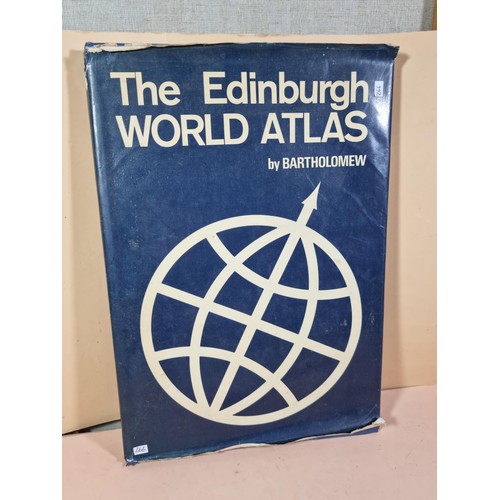 The Edinburgh
WORLD ATLAS
by BARTHOLOMEW